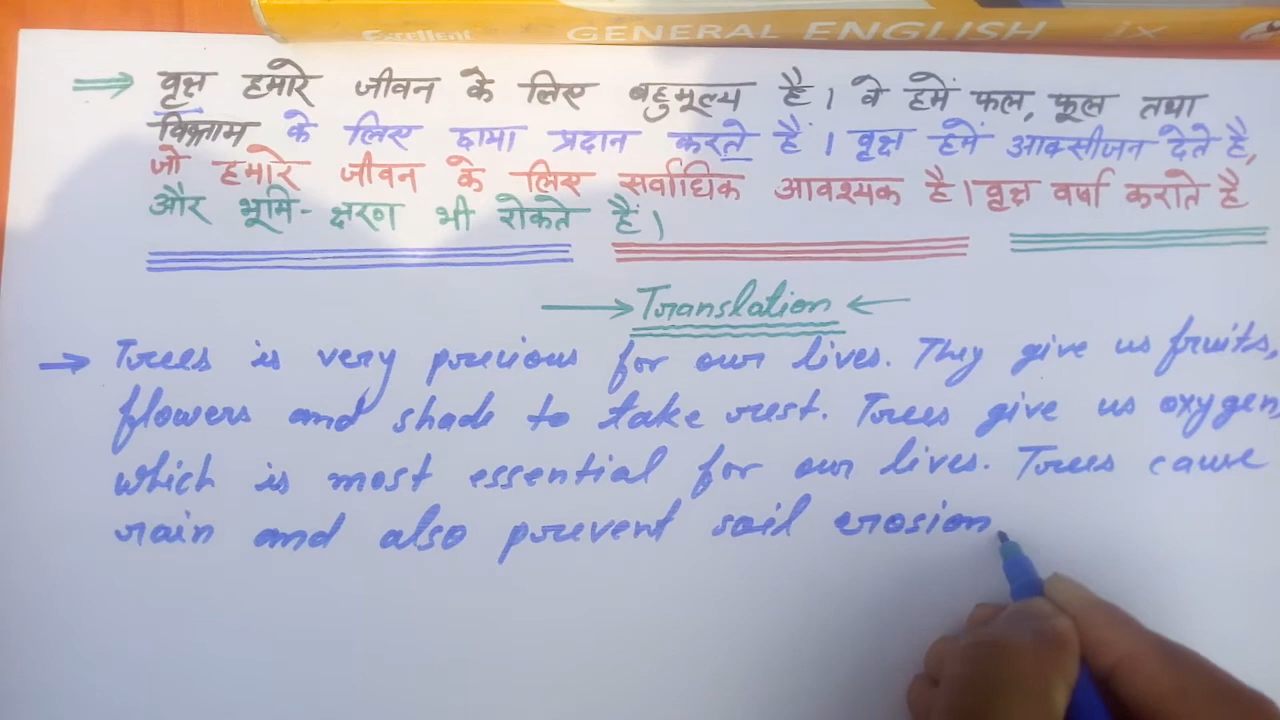 Excellent GENERAL ENGLISH ix
⇒ वृक्ष हमारे जीवन के लिए बहुमूल्य है। वे हमें फल, फूल तथा
विश्राम के लिए छाया प्रदान करते हैं। वृक्ष हमें आक्सीजन देते है,
जो हमारे जीवन के लिए सर्वाधिक आवश्यक है। वृक्ष वर्षा कराते है
और भूमि-क्षरण भी रोकते हैं।
→ Translation ←
→ Trees is very precious for our lives. They give us fruits,
flowers and shade to take rest. Trees give us oxygen,
which is most essential for our lives. Trees cause
rain and also prevent soil erosion